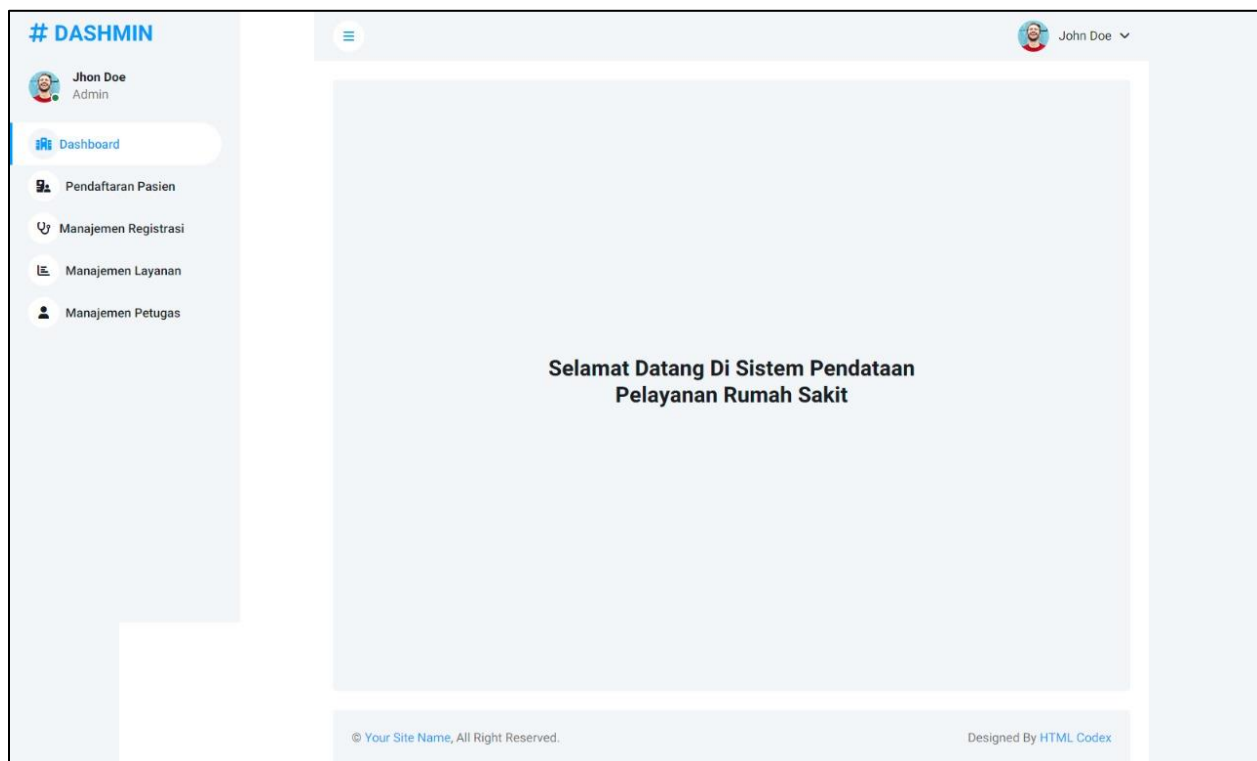 # DASHMIN
Jhon Doe
Admin
Dashboard
Pendaftaran Pasien
Manajemen Registrasi
Manajemen Layanan
Manajemen Petugas
John Doe
Selamat Datang Di Sistem Pendataan
Pelayanan Rumah Sakit
© Your Site Name, All Right Reserved.
Designed By HTML Codex